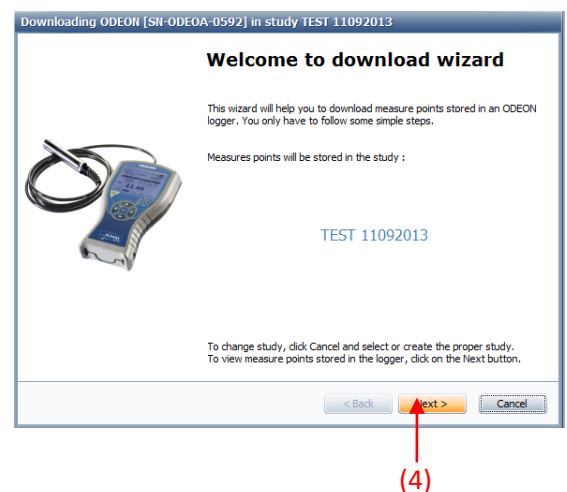 Downloading ODEON [SN-ODEOA-0592] in study TEST 11092013
Welcome to download wizard
This wizard will help you to download measure points stored in an ODEON
logger. You only have to follow some simple steps.
Measures points will be stored in the study :
TEST 11092013
To change study, click Cancel and select or create the proper study.
To view measure points stored in the logger, click on the Next button.
< Back
Next >
Cancel
(4)